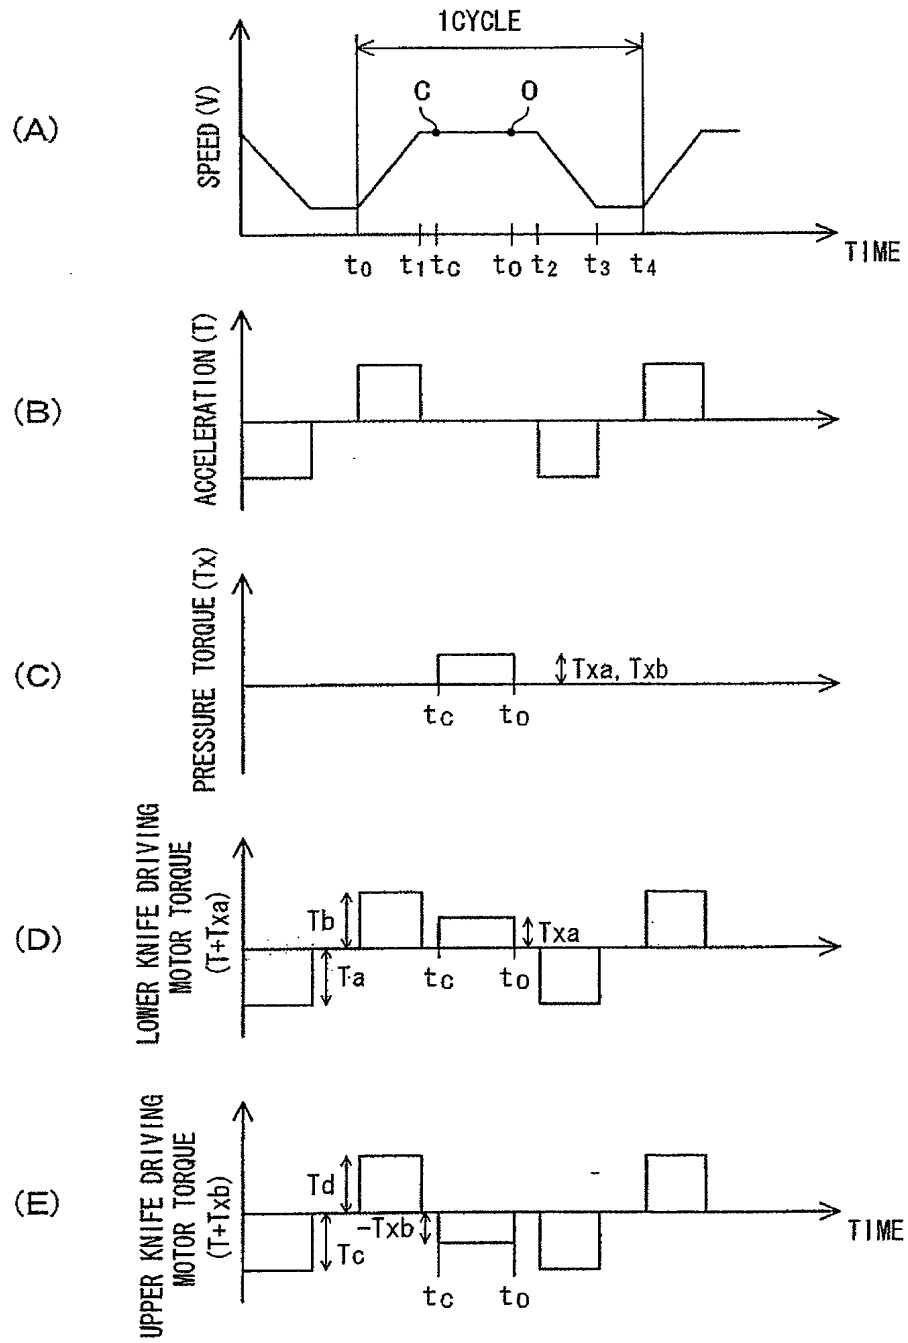 1CYCLE
(A)
SPEED (V)
C
O
t0 t1 tC tO t2 t3 t4
TIME
(B)
ACCELERATION (T)
(C)
PRESSURE TORQUE (Tx)
Txa, Txb
tC tO
(D)
LOWER KNIFE DRIVING
MOTOR TORQUE
(T+Txa)
Tb
Ta
Txa
tC tO
(E)
UPPER KNIFE DRIVING
MOTOR TORQUE
(T+Txb)
Td
Tc
-Txb
tC tO
TIME